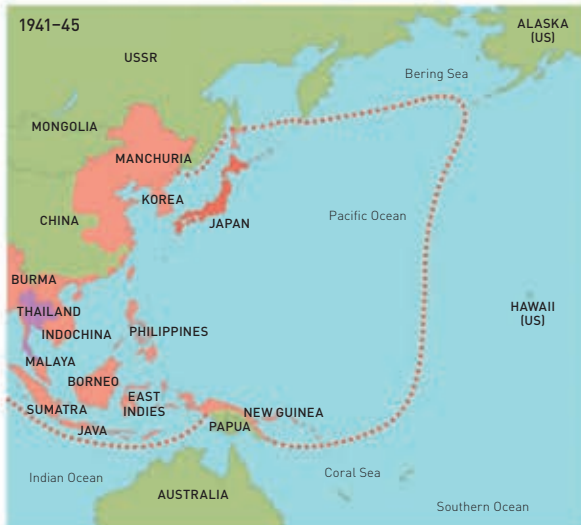 1941–45
ALASKA
(US)
USSR
Bering Sea
MONGOLIA
MANCHURIA
KOREA
CHINA
JAPAN
Pacific Ocean
BURMA
THAILAND
HAWAII
(US)
INDOCHINA
PHILIPPINES
MALAYA
BORNEO
SUMATRA
EAST
INDIES
NEW GUINEA
JAVA
PAPUA
Indian Ocean
Coral Sea
AUSTRALIA
Southern Ocean